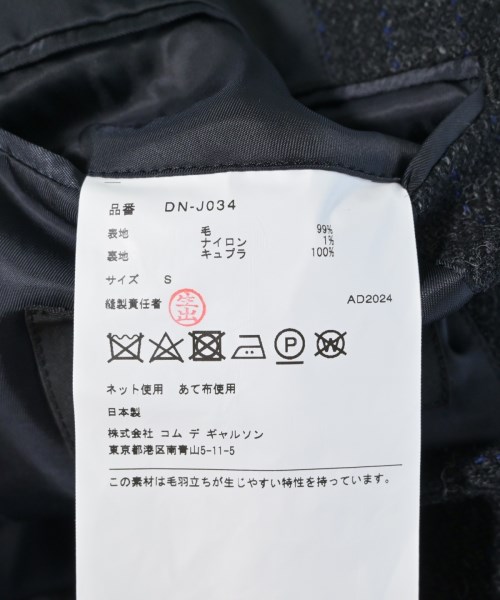 品番 DN-J034
表地 毛 99%
ナイロン 1%
裏地 キュプラ 100%
サイズ S
縫製責任者 生出 AD2024
P W
ネット使用 あて布使用
日本製
株式会社 コム デ ギャルソン
東京都港区南青山5-11-5
この素材は毛羽立ちが生じやすい特性を持っています。